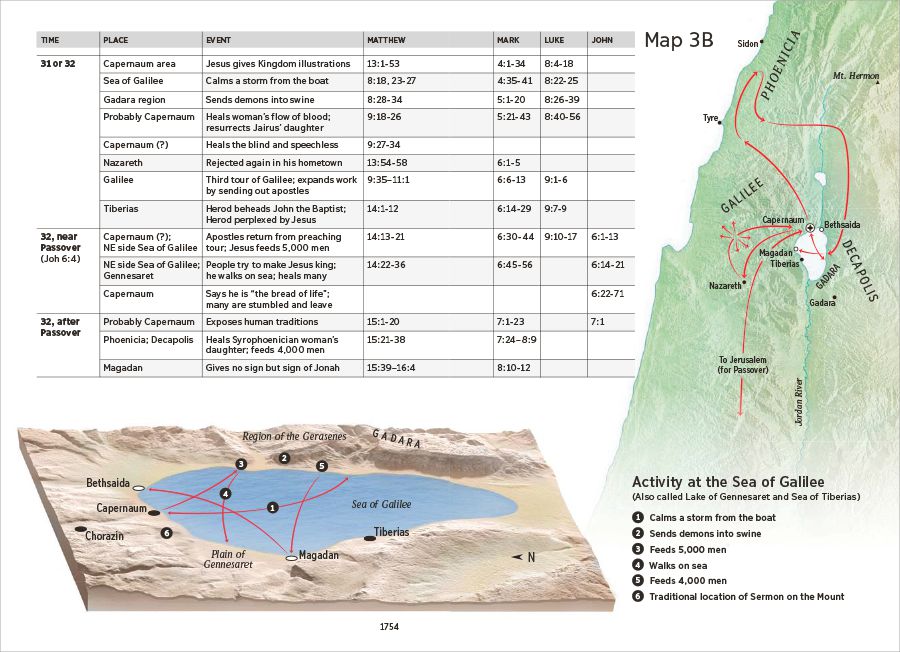 Map 3B
TIME PLACE EVENT MATTHEW MARK LUKE JOHN
31 or 32 Capernaum area Jesus gives Kingdom illustrations 13:1-53 4:1-34 8:4-18
Sea of Galilee Calms a storm from the boat 8:18, 23-27 4:35-41 8:22-25
Gadara region Sends demons into swine 8:28-34 5:1-20 8:26-39
Probably Capernaum Heals woman’s flow of blood; 9:18-26 5:21-43 8:40-56
resurrects Jairus’ daughter
Capernaum (?) Heals the blind and speechless 9:27-34
Nazareth Rejected again in his hometown 13:54-58 6:1-5
Galilee Third tour of Galilee; expands work 9:35–11:1 6:6-13 9:1-6
by sending out apostles
Tiberias Herod beheads John the Baptist; 14:1-12 6:14-29 9:7-9
Herod perplexed by Jesus
32, near Capernaum (?); Apostles return from preaching 14:13-21 6:30-44 9:10-17 6:1-13
Passover NE side Sea of Galilee tour; Jesus feeds 5,000 men
(Joh 6:4)
NE side Sea of Galilee; People try to make Jesus king; 14:22-36 6:45-56 6:14-21
Gennesaret he walks on sea; heals many
Capernaum Says he is “the bread of life”; 6:22-71
many are stumbled and leave
32, after Probably Capernaum Exposes human traditions 15:1-20 7:1-23 7:1
Passover
Phoenicia; Decapolis Heals Syrophoenician woman’s 15:21-38 7:24–8:9
daughter; feeds 4,000 men
Magadan Gives no sign but sign of Jonah 15:39–16:4 8:10-12
Sidon
PHOENICIA
Mt. Hermon
Tyre
GALILEE
Capernaum
Bethsaida
Magadan
Tiberias
DECAPOLIS
GADARA
Nazareth
Gadara
To Jerusalem
(for Passover)
Jordan River
Region of the Gerasenes
GADARA
3
2
5
Bethsaida
4
Capernaum
1
Sea of Galilee
Chorazin
6
Tiberias
Plain of
Gennesaret
Magadan
N
Activity at the Sea of Galilee
(Also called Lake of Gennesaret and Sea of Tiberias)
1 Calms a storm from the boat
2 Sends demons into swine
3 Feeds 5,000 men
4 Walks on sea
5 Feeds 4,000 men
6 Traditional location of Sermon on the Mount
1754